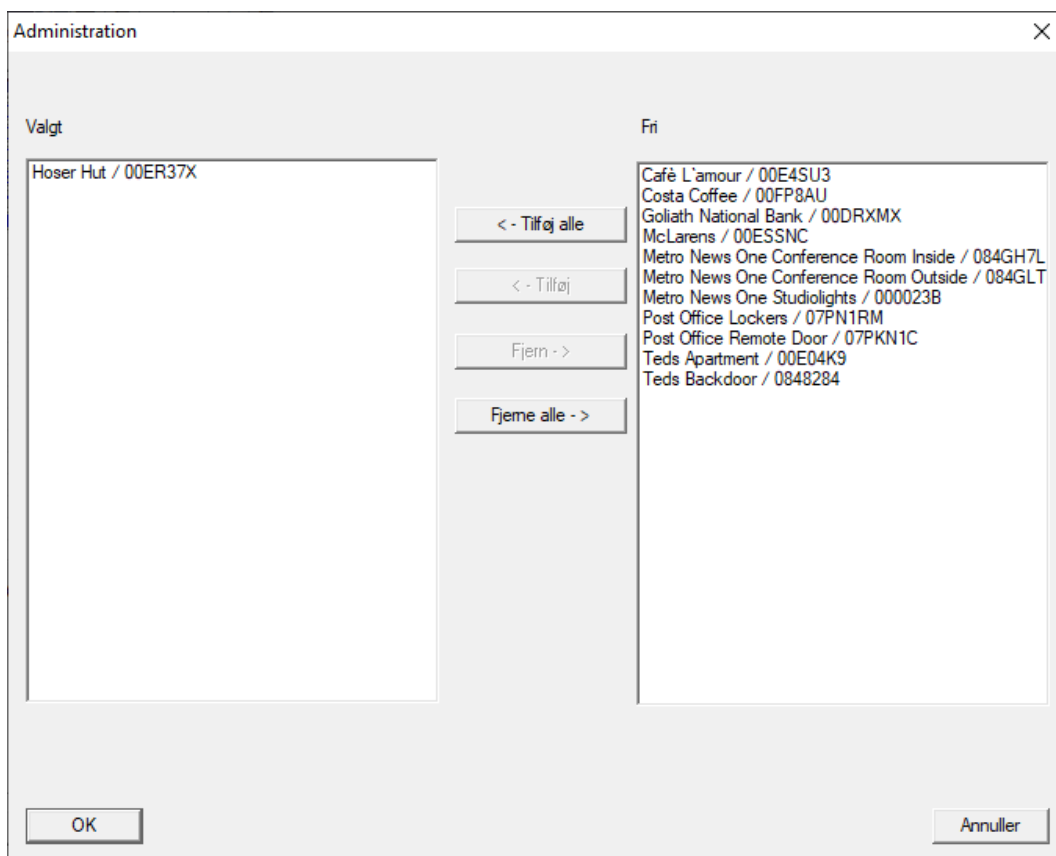 Administration
Valgt
Hoser Hut / 00ER37X
< - Tilføj alle
< - Tilføj
Fjern - >
Fjerne alle - >
Fri
Cafè L'amour / 00E4SU3
Costa Coffee / 00FP8AU
Goliath National Bank / 00DRXMX
McLarens / 00ESSNC
Metro News One Conference Room Inside / 084GH7L
Metro News One Conference Room Outside / 084GLT
Metro News One Studiolights / 000023B
Post Office Lockers / 07PN1RM
Post Office Remote Door / 07PKN1C
Teds Apartment / 00E04K9
Teds Backdoor / 0848284
OK
Annuller